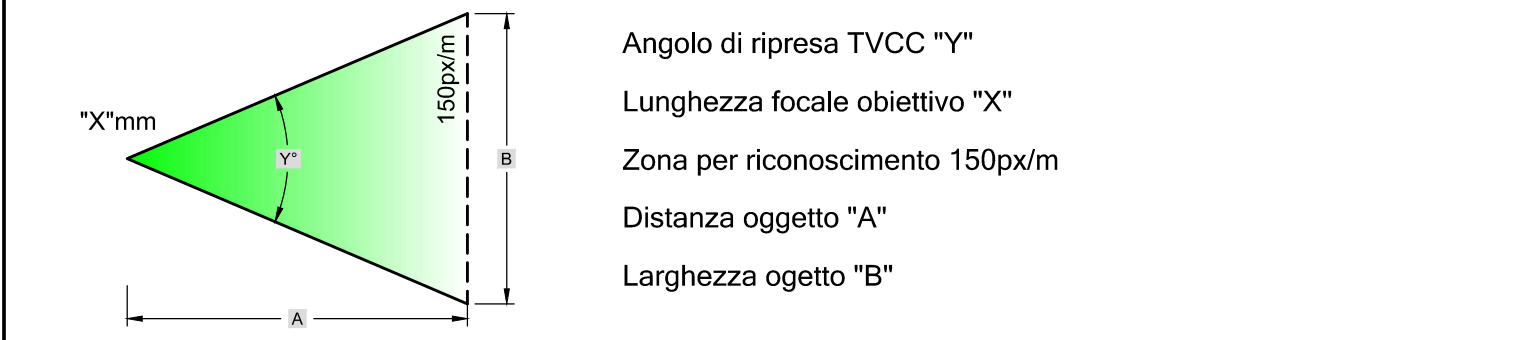 "X"mm
150px/m
Y°
B
A
Angolo di ripresa TVCC "Y"
Lunghezza focale obiettivo "X"
Zona per riconoscimento 150px/m
Distanza oggetto "A"
Larghezza ogetto "B"